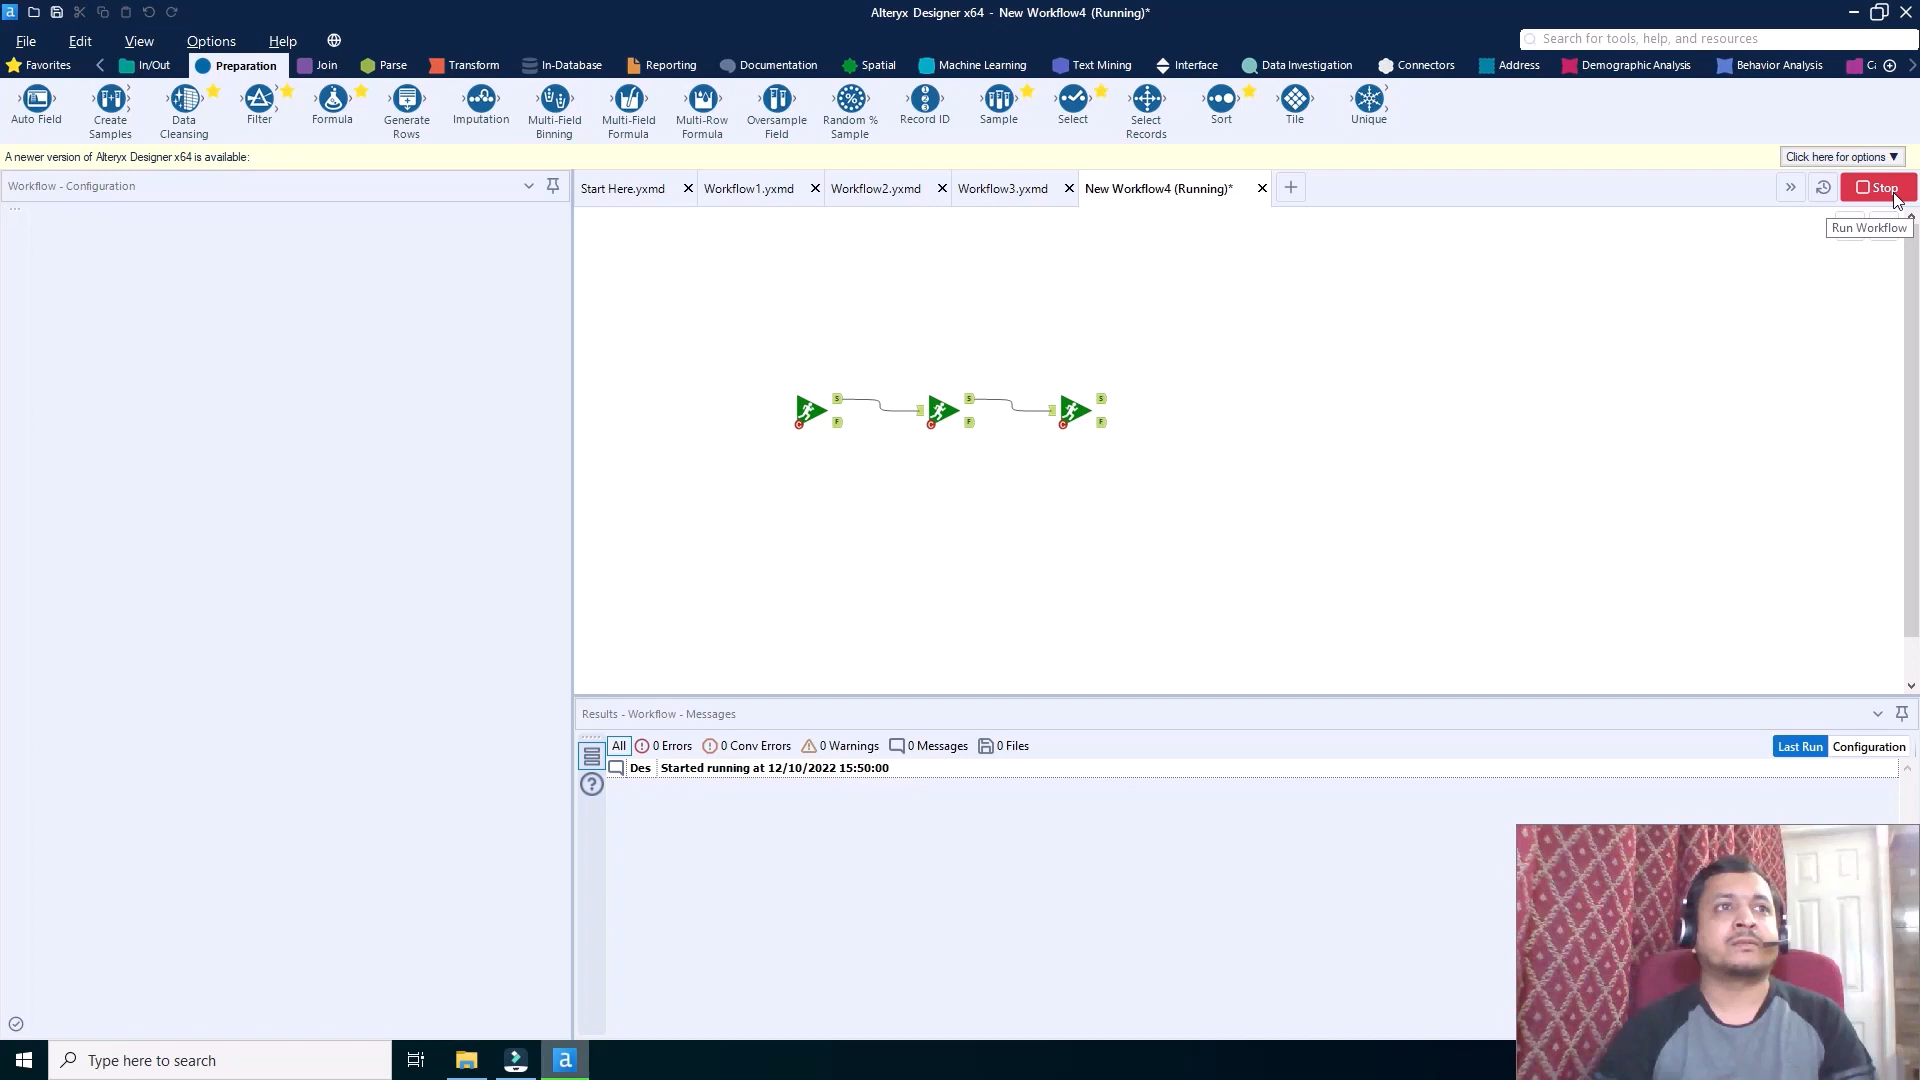 Alteryx Designer x64 - New Workflow4 (Running)*
File Edit View Options Help
Search for tools, help, and resources
Favorites In/Out Preparation Join Parse Transform In-Database Reporting Documentation Spatial Machine Learning Text Mining Interface Data Investigation Connectors Address Demographic Analysis Behavior Analysis
Auto Field
Create Samples
Data Cleansing
Filter
Formula
Generate Rows
Imputation
Multi-Field Binning
Multi-Field Formula
Multi-Row Formula
Oversample Field
Random % Sample
Record ID
Sample
Select
Select Records
Sort
Tile
Unique
A newer version of Alteryx Designer x64 is available:
Click here for options ▼
Workflow - Configuration
Start Here.yxmd
Workflow1.yxmd
Workflow2.yxmd
Workflow3.yxmd
New Workflow4 (Running)*
Stop
Run Workflow
S S S
F F F
C C C
Results - Workflow - Messages
All 0 Errors 0 Conv Errors 0 Warnings 0 Messages 0 Files
Last Run Configuration
Des Started running at 12/10/2022 15:50:00
Type here to search